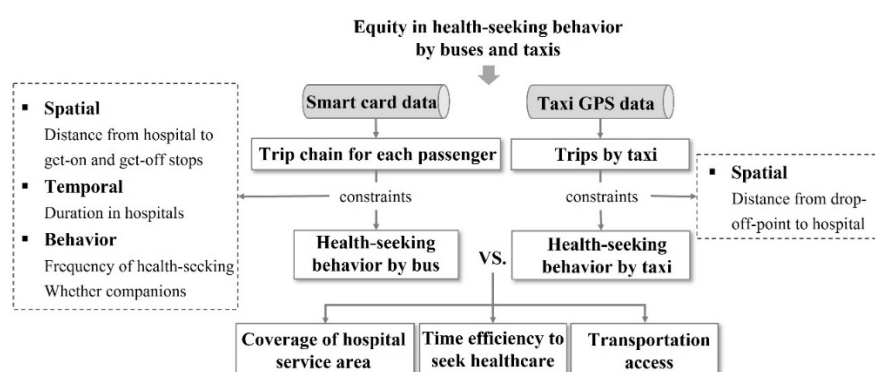 Equity in health-seeking behavior
by buses and taxis
Smart card data
Taxi GPS data
▪ Spatial
Distance from hospital to
get-on and get-off stops
▪ Temporal
Duration in hospitals
▪ Behavior
Frequency of health-seeking
Whether companions
Trip chain for each passenger
Trips by taxi
constraints
constraints
▪ Spatial
Distance from drop-
off-point to hospital
Health-seeking
behavior by bus
VS.
Health-seeking
behavior by taxi
Coverage of hospital
service area
Time efficiency to
seek healthcare
Transportation
access